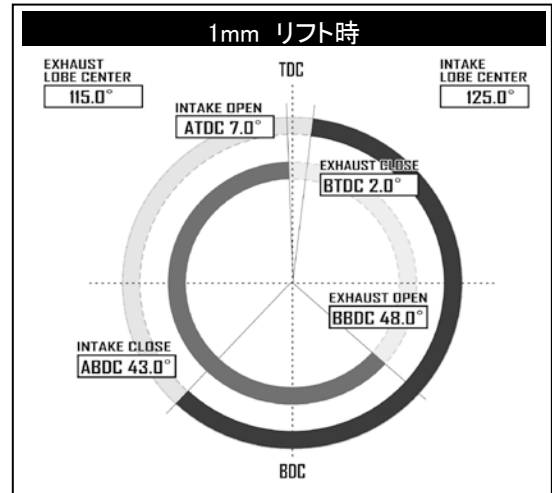 1mm リフト時
EXHAUST
LOBE CENTER
115.0°
TDC
INTAKE
LOBE CENTER
125.0°
INTAKE OPEN
ATDC 7.0°
EXHAUST CLOSE
BTDC 2.0°
EXHAUST OPEN
BBDC 48.0°
INTAKE CLOSE
ABDC 43.0°
BDC